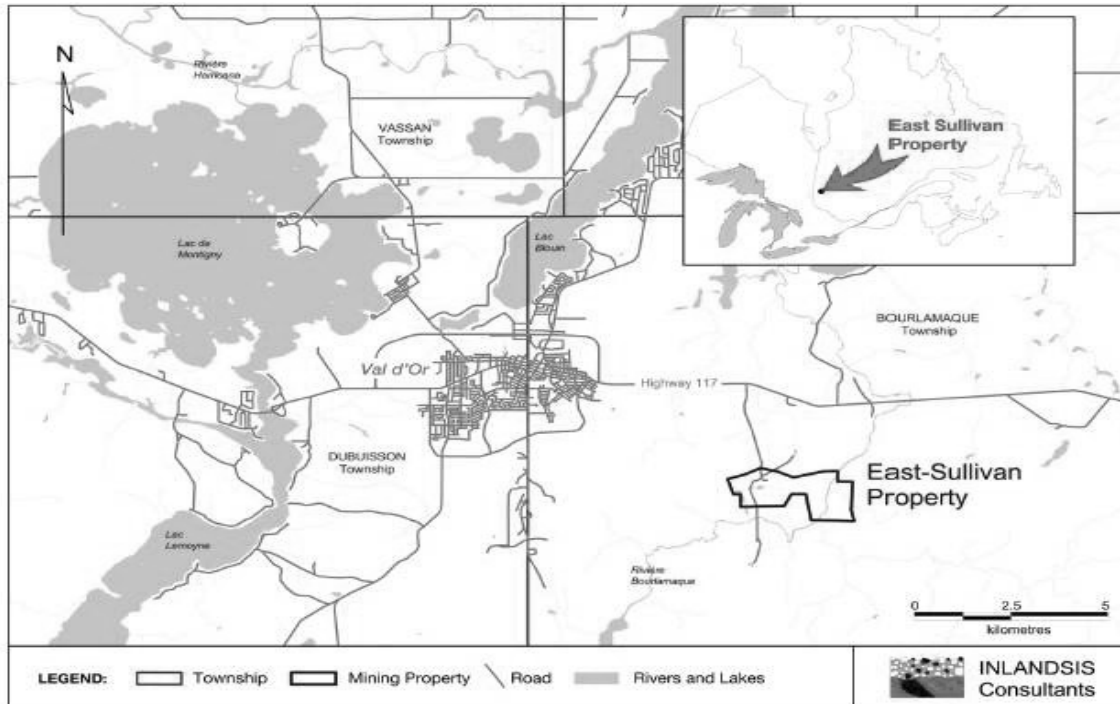 N
Rivière
Harricana
VASSAN
Township
East Sullivan
Property
Lac de
Montigny
Lac
Blouin
BOURLAMAQUE
Township
Val d'Or
Highway 117
DUBUISSON
Township
East-Sullivan
Property
Lac
Lemoyne
Rivière
Bourlamaque
0 2.5 5
kilometres
LEGEND: Township Mining Property Road Rivers and Lakes
INLANDSIS
Consultants